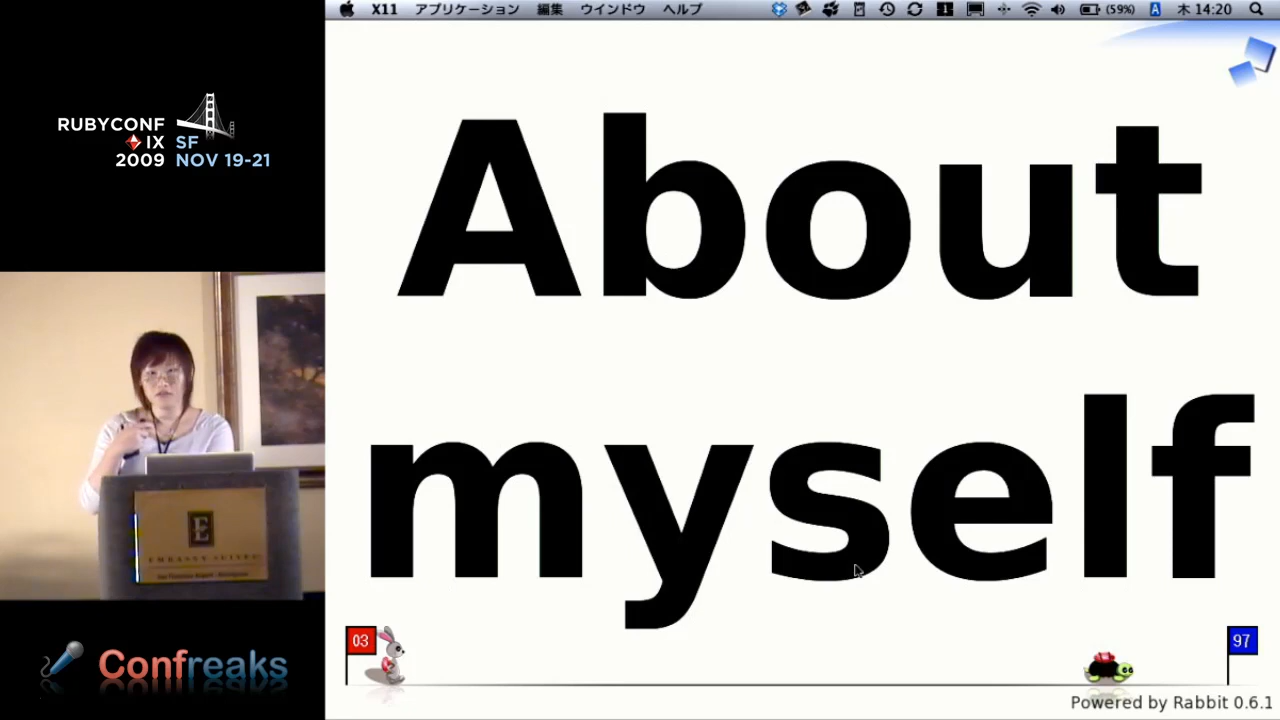 X11 アプリケーション 編集 ウインドウ ヘルプ (59%) A 木 14:20
RUBYCONF
IX SF
2009 NOV 19-21
About
myself
E
EMBASSY SUITES
03
97
Confreaks
Powered by Rabbit 0.6.1